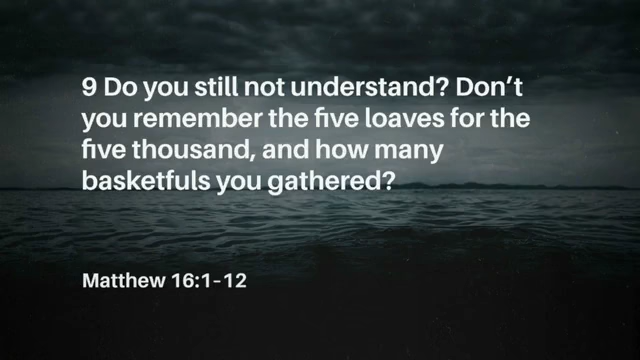 9 Do you still not understand? Don’t
you remember the five loaves for the
five thousand, and how many
basketfuls you gathered?
Matthew 16:1–12